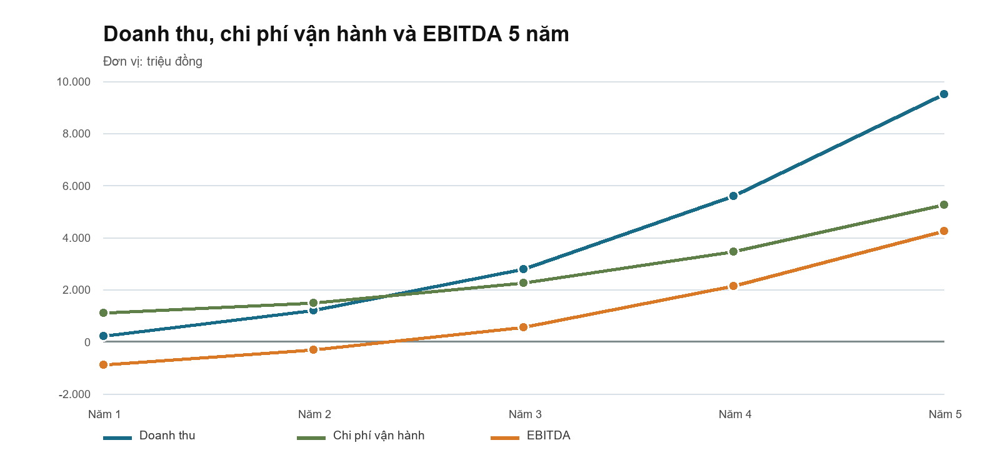 Doanh thu, chi phí vận hành và EBITDA 5 năm
Đơn vị: triệu đồng
10.000
8.000
6.000
4.000
2.000
0
-2.000
Năm 1 Năm 2 Năm 3 Năm 4 Năm 5
Doanh thu Chi phí vận hành EBITDA